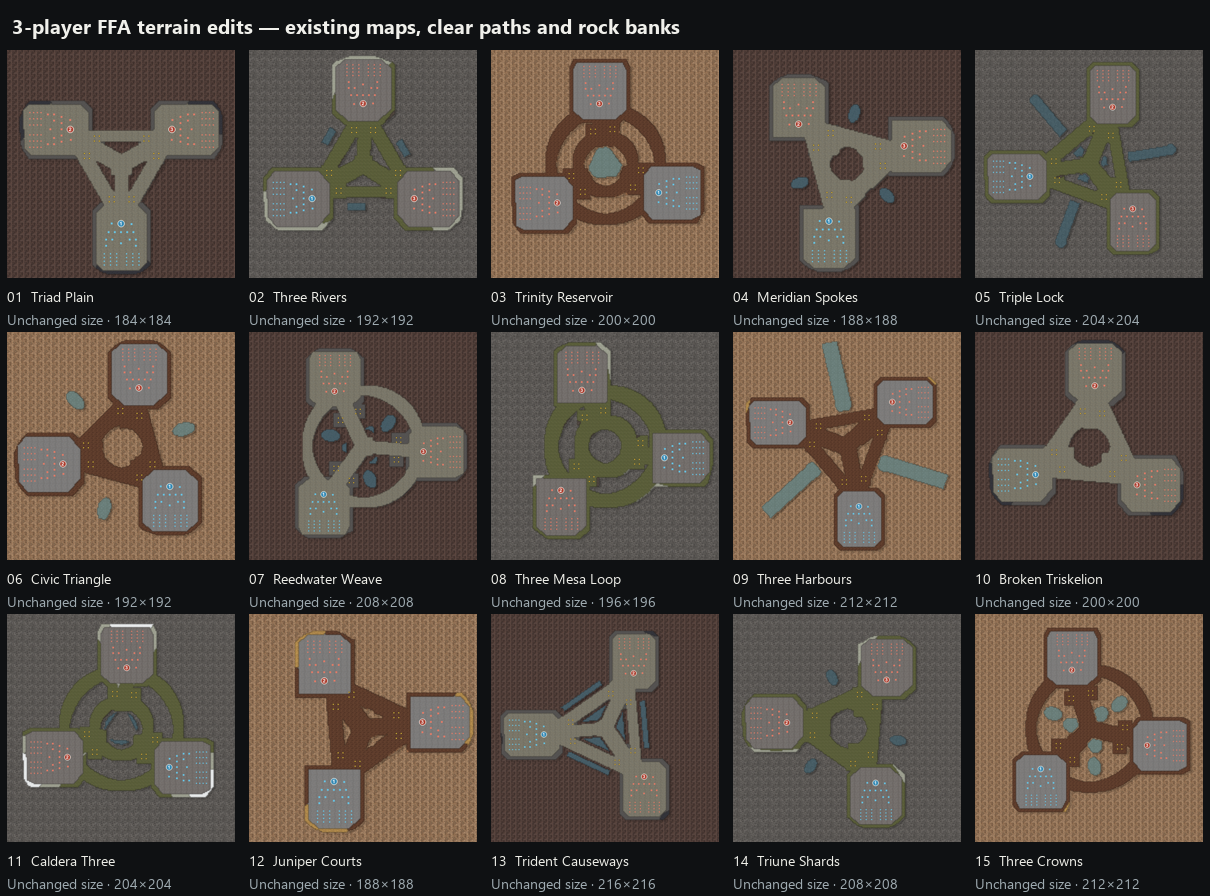 3-player FFA terrain edits — existing maps, clear paths and rock banks
01 Triad Plain
Unchanged size · 184×184
02 Three Rivers
Unchanged size · 192×192
03 Trinity Reservoir
Unchanged size · 200×200
04 Meridian Spokes
Unchanged size · 188×188
05 Triple Lock
Unchanged size · 204×204
06 Civic Triangle
Unchanged size · 192×192
07 Reedwater Weave
Unchanged size · 208×208
08 Three Mesa Loop
Unchanged size · 196×196
09 Three Harbours
Unchanged size · 212×212
10 Broken Triskelion
Unchanged size · 200×200
11 Caldera Three
Unchanged size · 204×204
12 Juniper Courts
Unchanged size · 188×188
13 Trident Causeways
Unchanged size · 216×216
14 Triune Shards
Unchanged size · 208×208
15 Three Crowns
Unchanged size · 212×212